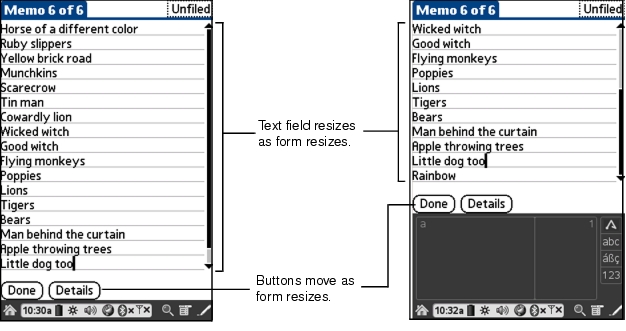 Memo 6 of 6
Unfiled
Horse of a different color
Ruby slippers
Yellow brick road
Munchkins
Scarecrow
Tin man
Cowardly lion
Wicked witch
Good witch
Flying monkeys
Poppies
Lions
Tigers
Bears
Man behind the curtain
Apple throwing trees
Little dog too
Done
Details
10:30a
Text field resizes
as form resizes.
Buttons move as
form resizes.
Memo 6 of 6
Unfiled
Wicked witch
Good witch
Flying monkeys
Poppies
Lions
Tigers
Bears
Man behind the curtain
Apple throwing trees
Little dog too
Rainbow
Done
Details
a
1
abc
áßç
123
10:32a